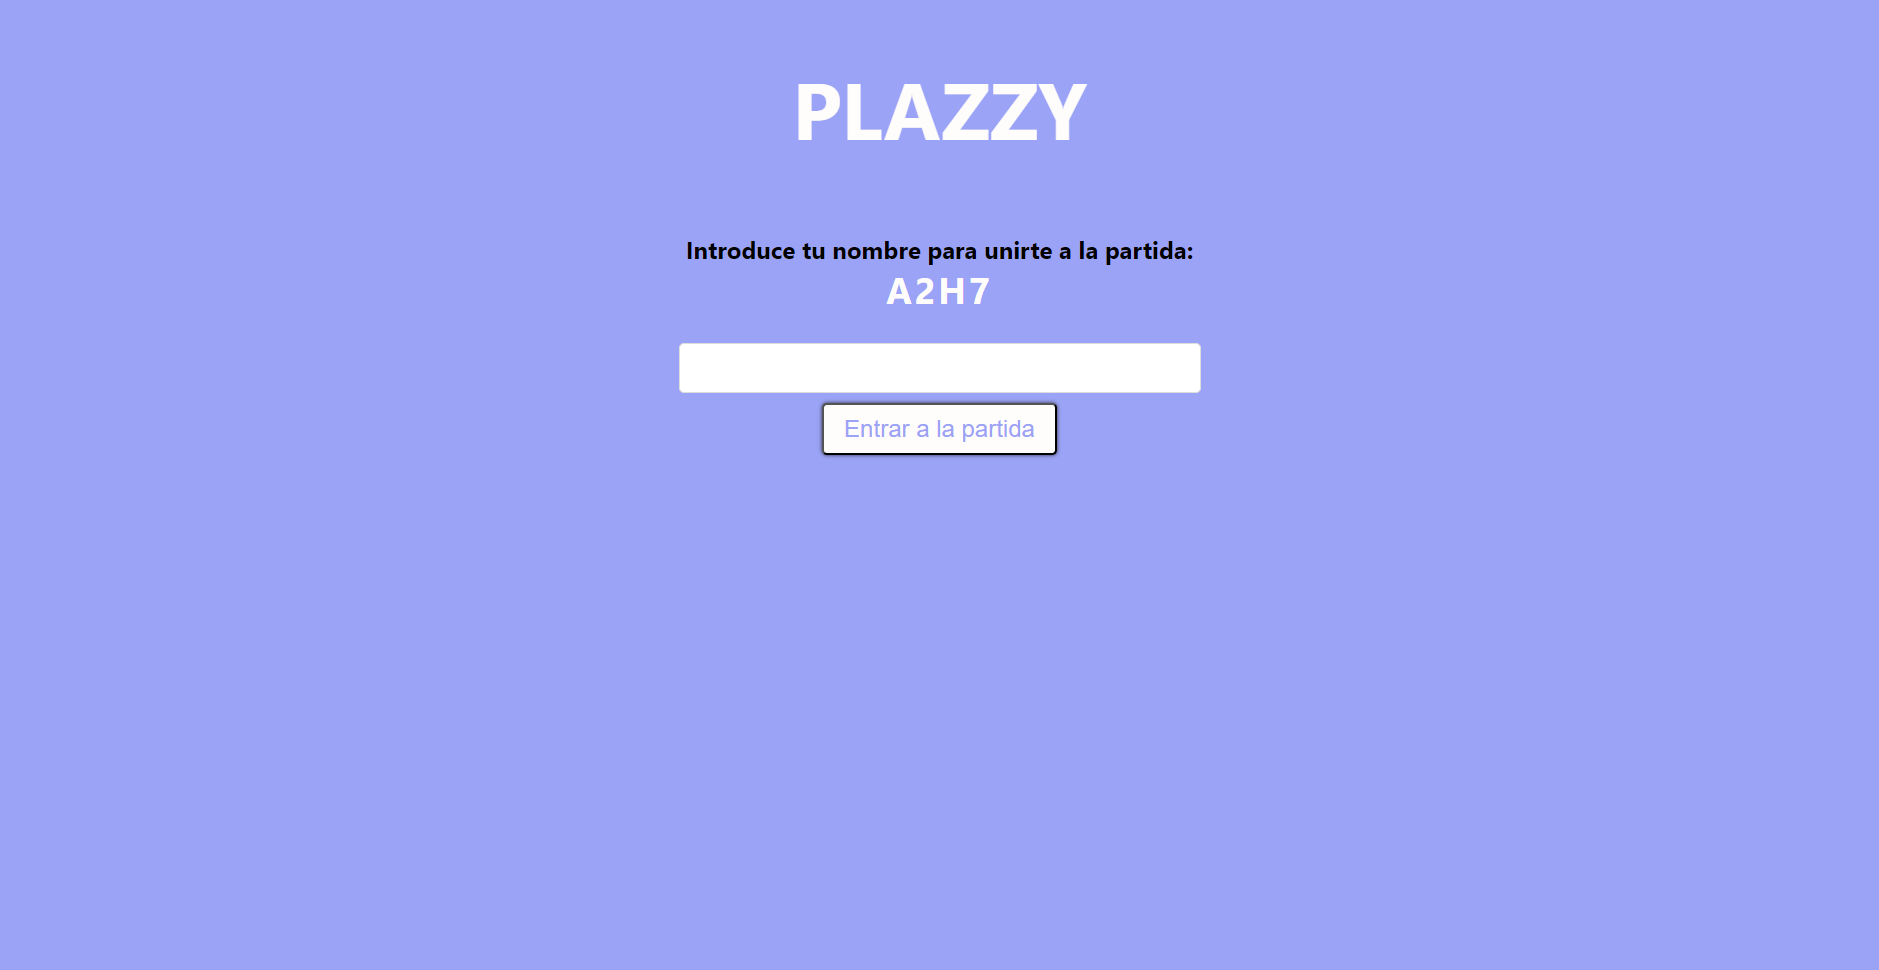 PLAZZY
Introduce tu nombre para unirte a la partida:
A2H7
Entrar a la partida